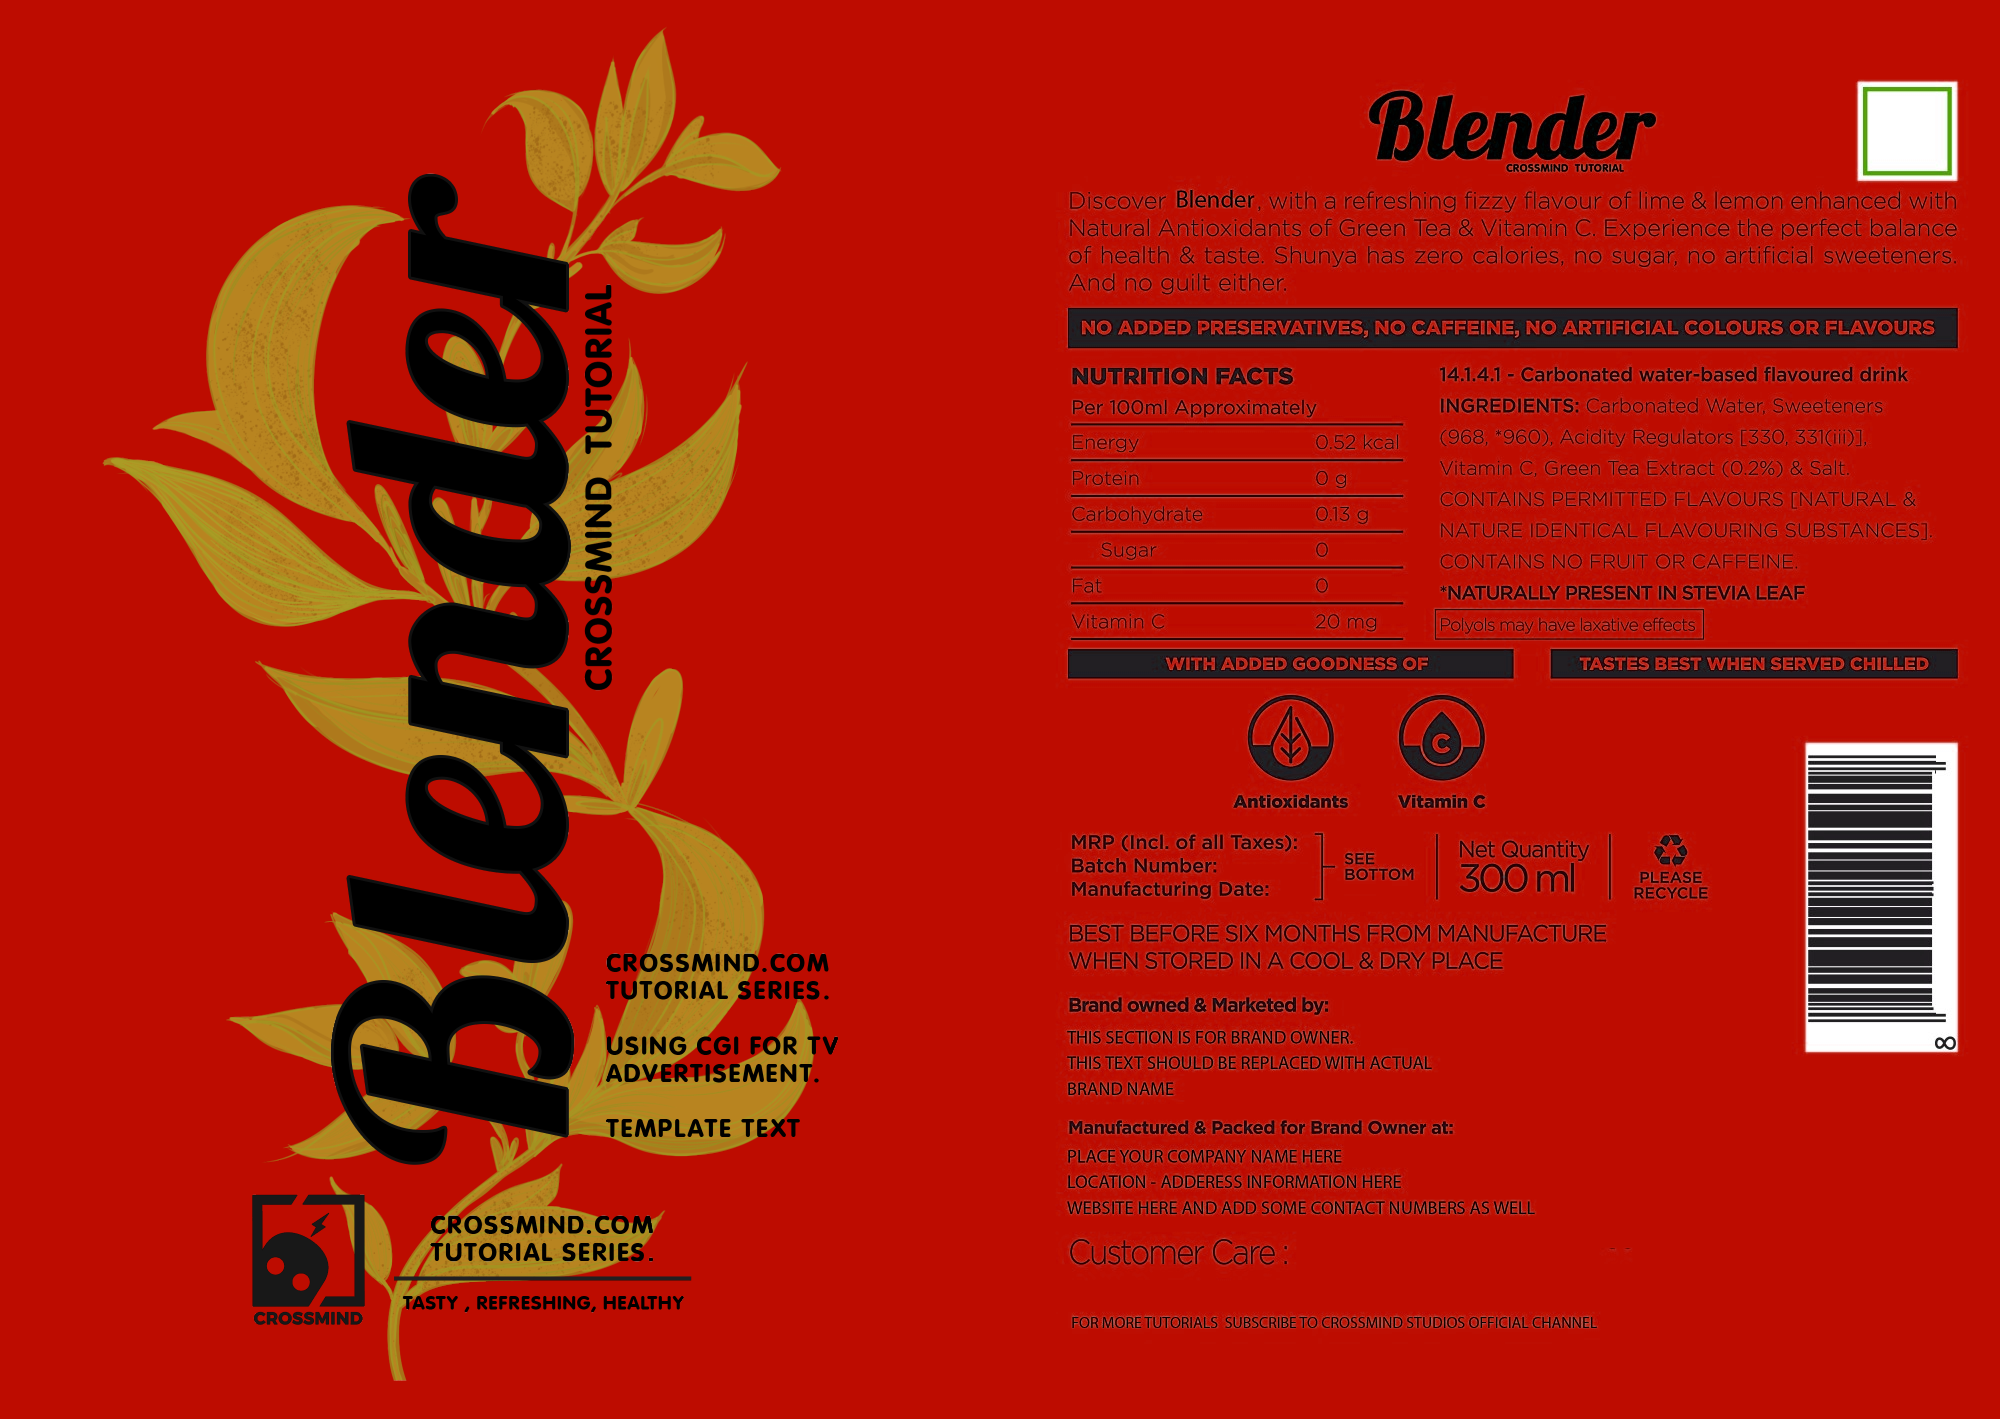 Blender
CROSSMIND TUTORIAL
CROSSMIND.COM
TUTORIAL SERIES.
USING CGI FOR TV
ADVERTISEMENT.
TEMPLATE TEXT
CROSSMIND
CROSSMIND.COM
TUTORIAL SERIES.
TASTY , REFRESHING, HEALTHY
Blender
CROSSMIND TUTORIAL
Discover Blender, with a refreshing fizzy flavour of lime & lemon enhanced with
Natural Antioxidants of Green Tea & Vitamin C. Experience the perfect balance
of health & taste. Shunya has zero calories, no sugar, no artificial sweeteners.
And no guilt either.
NO ADDED PRESERVATIVES, NO CAFFEINE, NO ARTIFICIAL COLOURS OR FLAVOURS
NUTRITION FACTS
Per 100ml Approximately
Energy 0.52 kcal
Protein 0 g
Carbohydrate 0.13 g
Sugar 0
Fat 0
Vitamin C 20 mg
14.1.4.1 - Carbonated water-based flavoured drink
INGREDIENTS: Carbonated Water, Sweeteners
(968, *960), Acidity Regulators [330, 331(iii)],
Vitamin C, Green Tea Extract (0.2%) & Salt.
CONTAINS PERMITTED FLAVOURS [NATURAL &
NATURE IDENTICAL FLAVOURING SUBSTANCES].
CONTAINS NO FRUIT OR CAFFEINE.
*NATURALLY PRESENT IN STEVIA LEAF
Polyols may have laxative effects
WITH ADDED GOODNESS OF
TASTES BEST WHEN SERVED CHILLED
C
Antioxidants
Vitamin C
MRP (Incl. of all Taxes):
Batch Number:
Manufacturing Date:
SEE
BOTTOM
Net Quantity
300 ml
PLEASE
RECYCLE
8
BEST BEFORE SIX MONTHS FROM MANUFACTURE
WHEN STORED IN A COOL & DRY PLACE
Brand owned & Marketed by:
THIS SECTION IS FOR BRAND OWNER.
THIS TEXT SHOULD BE REPLACED WITH ACTUAL
BRAND NAME
Manufactured & Packed for Brand Owner at:
PLACE YOUR COMPANY NAME HERE
LOCATION - ADDERESS INFORMATION HERE
WEBSITE HERE AND ADD SOME CONTACT NUMBERS AS WELL
Customer Care : - -
FOR MORE TUTORIALS SUBSCRIBE TO CROSSMIND STUDIOS OFFICIAL CHANNEL